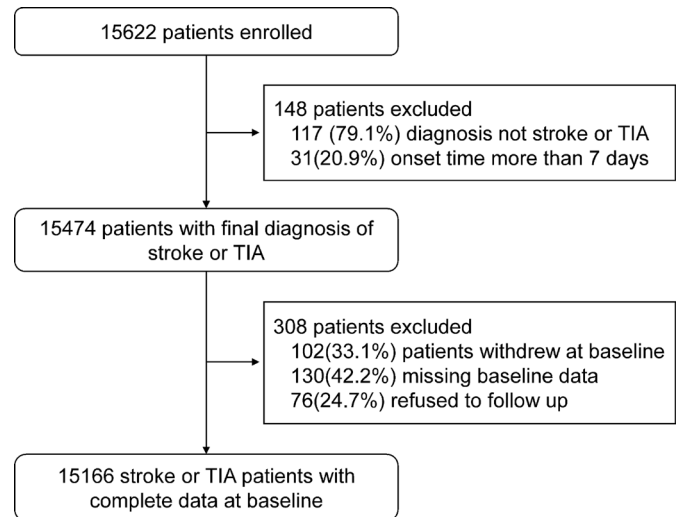 15622 patients enrolled
148 patients excluded
117 (79.1%) diagnosis not stroke or TIA
31(20.9%) onset time more than 7 days
15474 patients with final diagnosis of
stroke or TIA
308 patients excluded
102(33.1%) patients withdrew at baseline
130(42.2%) missing baseline data
76(24.7%) refused to follow up
15166 stroke or TIA patients with
complete data at baseline